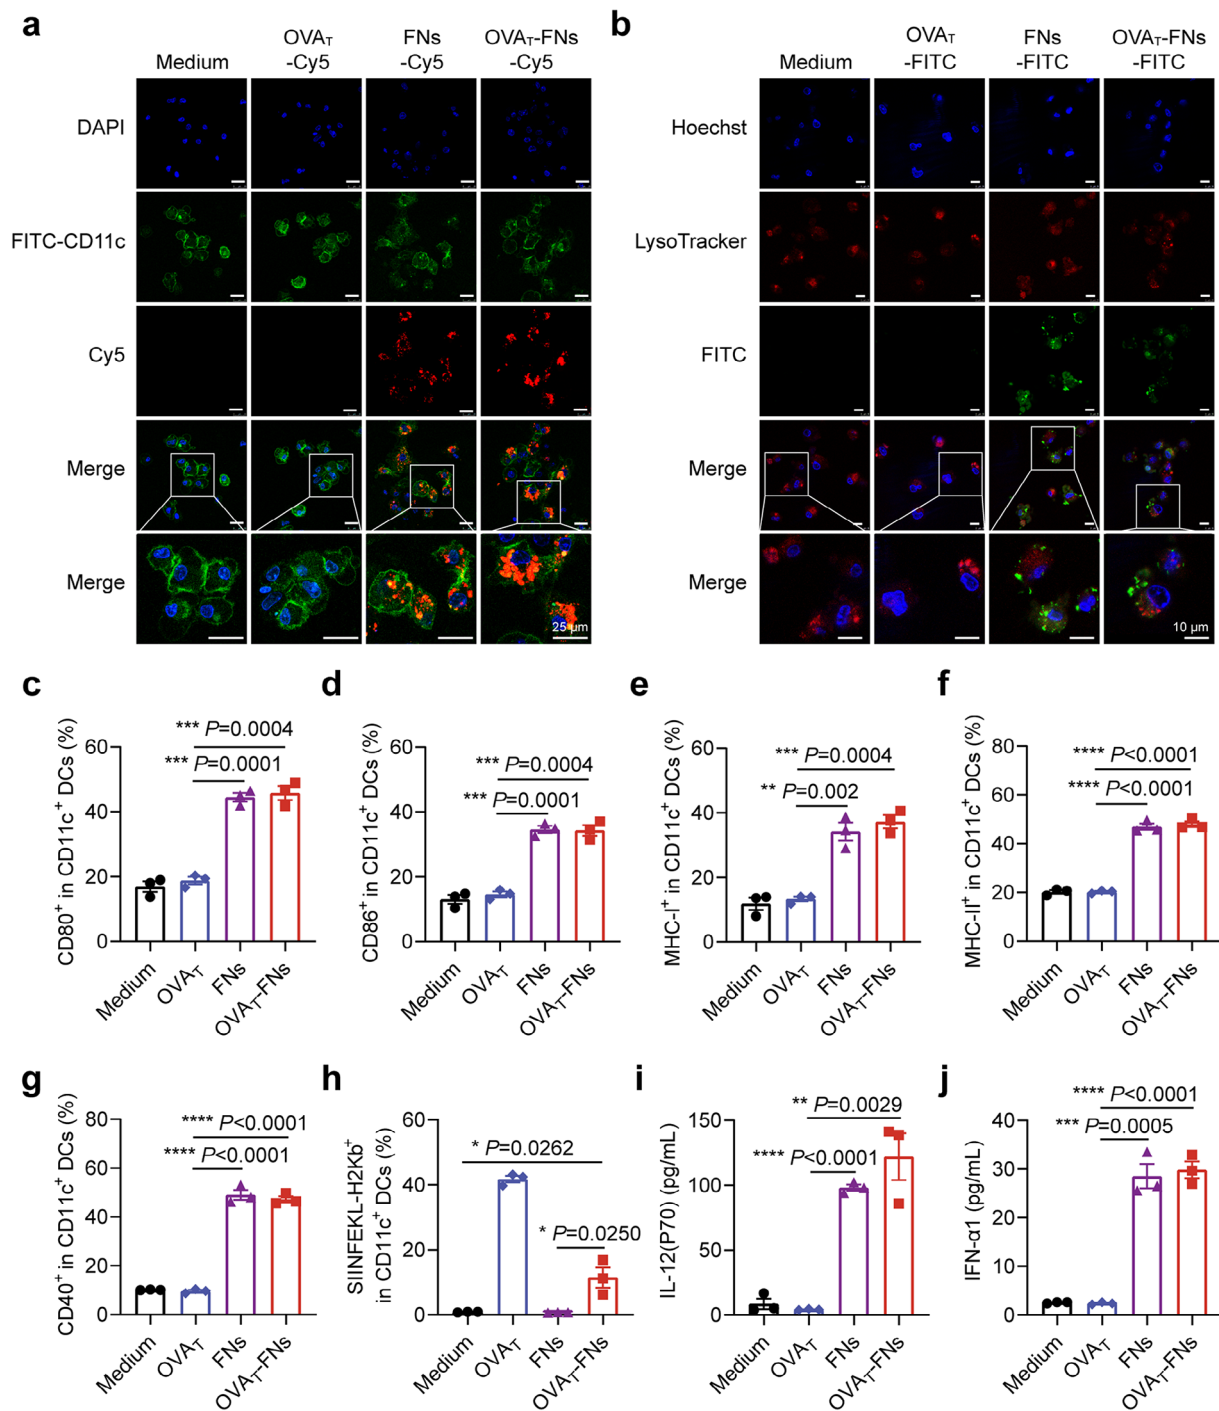 a
OVAT
-Cy5
FNs
-Cy5
OVAT-FNs
-Cy5
Medium
DAPI
FITC-CD11c
Cy5
Merge
Merge
25 µm
b
OVAT
-FITC
FNs
-FITC
OVAT-FNs
-FITC
Medium
Hoechst
LysoTracker
FITC
Merge
Merge
10 µm
c
CD80+ in CD11c+ DCs (%)
60
40
20
0
*** P=0.0004
*** P=0.0001
Medium
OVAT
FNs
OVAT-FNs
d
CD86+ in CD11c+ DCs (%)
60
40
20
0
*** P=0.0004
*** P=0.0001
Medium
OVAT
FNs
OVAT-FNs
e
MHC-I+ in CD11c+ DCs (%)
60
40
20
0
*** P=0.0004
** P=0.002
Medium
OVAT
FNs
OVAT-FNs
f
MHC-II+ in CD11c+ DCs (%)
80
60
40
20
0
**** P<0.0001
**** P<0.0001
Medium
OVAT
FNs
OVAT-FNs
g
CD40+ in CD11c+ DCs (%)
80
60
40
20
0
**** P<0.0001
**** P<0.0001
Medium
OVAT
FNs
OVAT-FNs
h
SIINFEKL-H2Kb+
in CD11c+ DCs (%)
60
40
20
0
* P=0.0262
* P=0.0250
Medium
OVAT
FNs
OVAT-FNs
i
IL-12(P70) (pg/mL)
150
100
50
0
** P=0.0029
**** P<0.0001
Medium
OVAT
FNs
OVAT-FNs
j
IFN-α1 (pg/mL)
40
30
20
10
0
**** P<0.0001
*** P=0.0005
Medium
OVAT
FNs
OVAT-FNs